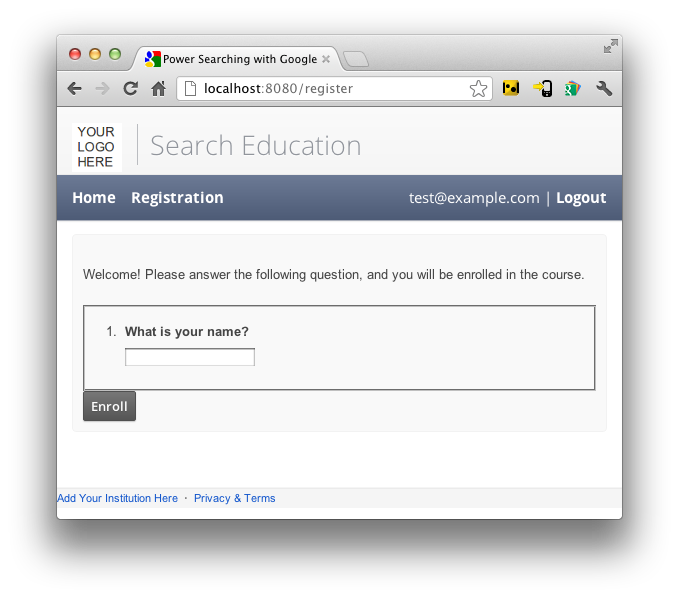 Power Searching with Google
localhost:8080/register
YOUR
LOGO
HERE
Search Education
Home Registration test@example.com | Logout
Welcome! Please answer the following question, and you will be enrolled in the course.
1. What is your name?
Enroll
Add Your Institution Here · Privacy & Terms